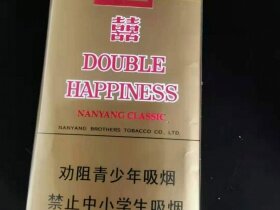 囍
DOUBLE
HAPPINESS
NANYANG CLASSIC
NANYANG BROTHERS TOBACCO CO., LTD.
劝阻青少年吸烟
禁止中小学生吸烟